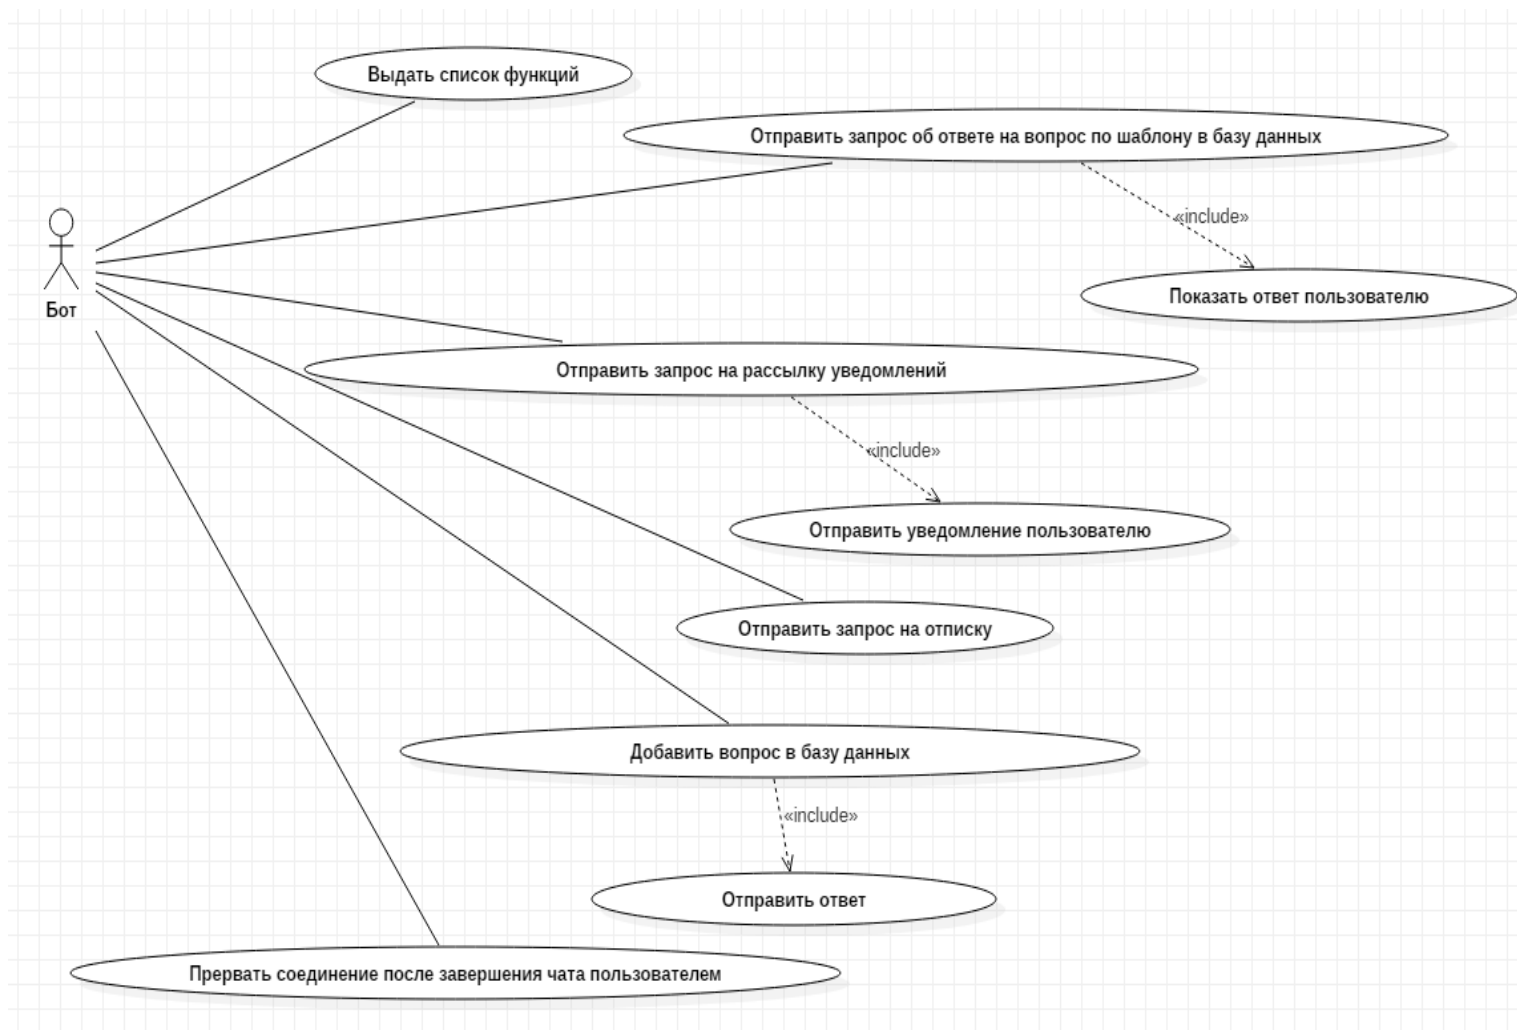 Выдать список функций
Отправить запрос об ответе на вопрос по шаблону в базу данных
«include»
Бот
Показать ответ пользователю
Отправить запрос на рассылку уведомлений
«include»
Отправить уведомление пользователю
Отправить запрос на отписку
Добавить вопрос в базу данных
«include»
Отправить ответ
Прервать соединение после завершения чата пользователем